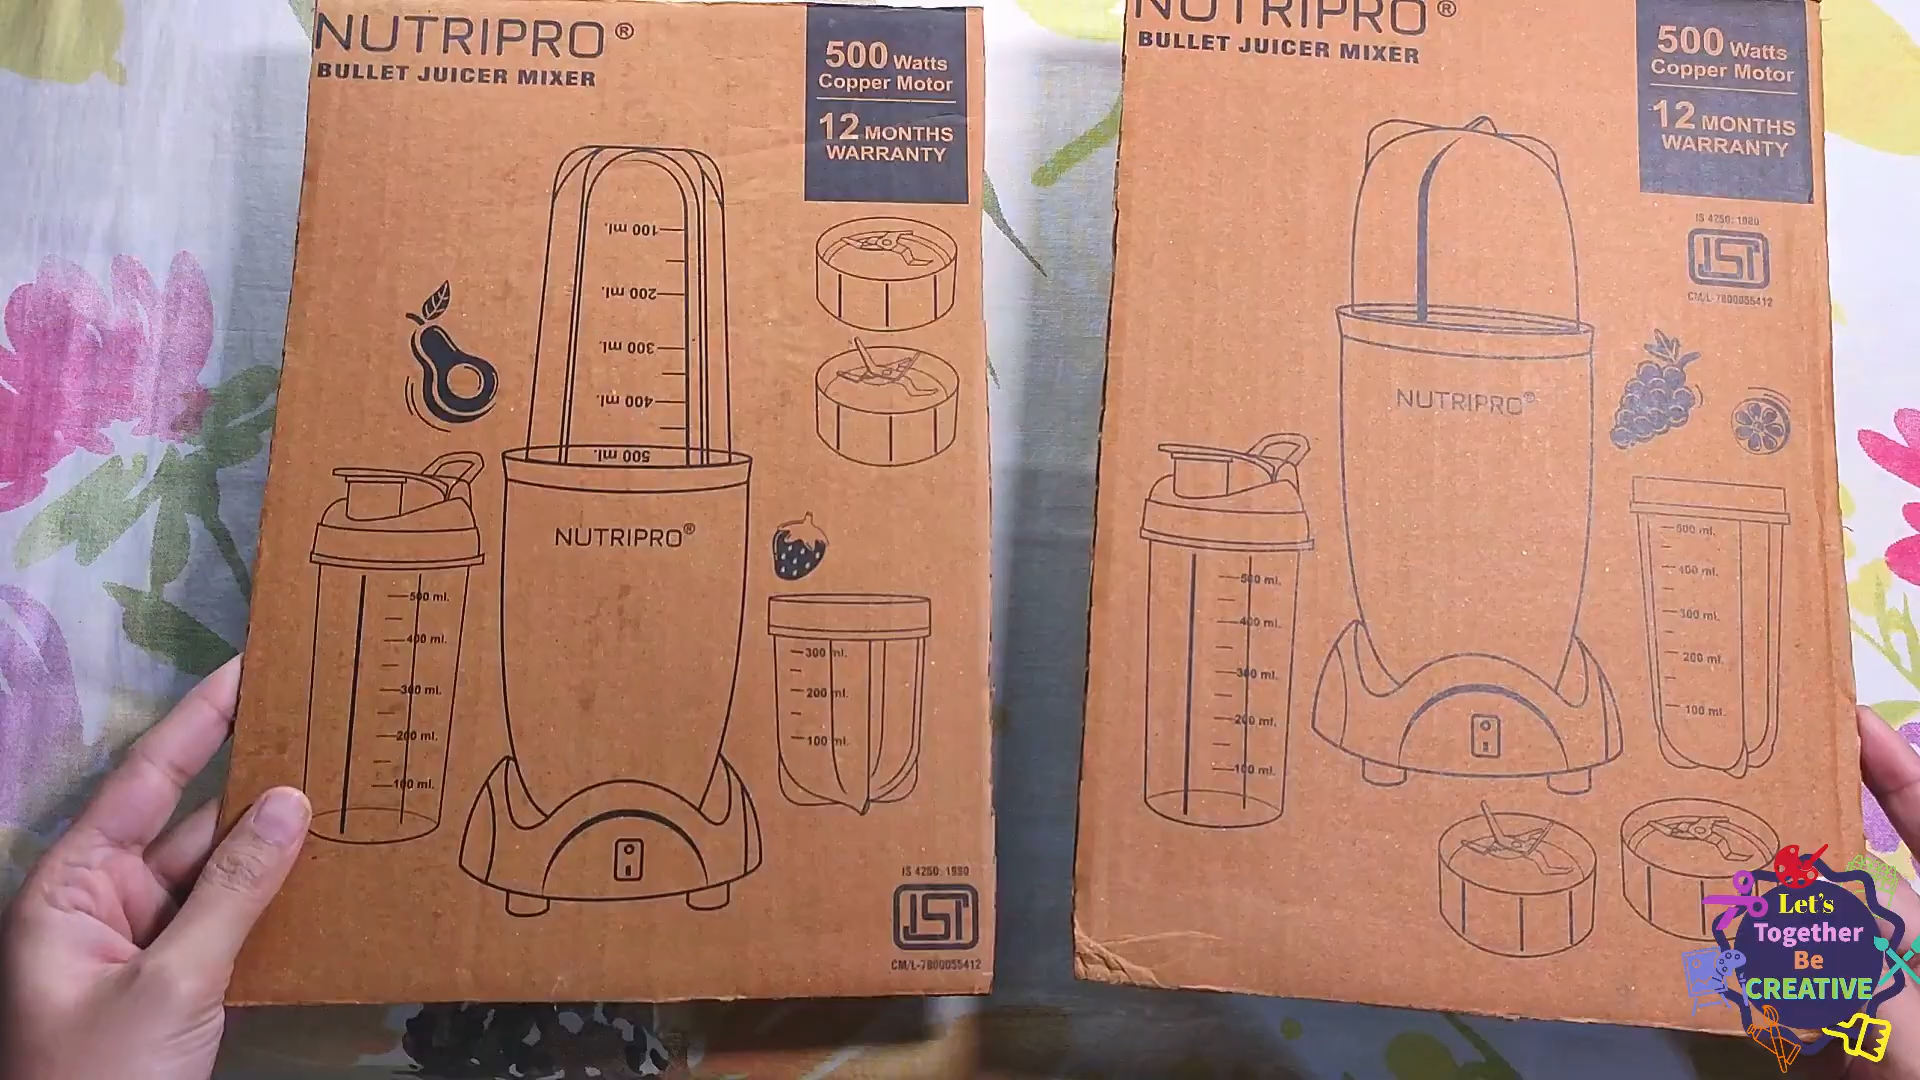 NUTRIPRO®
BULLET JUICER MIXER
500 Watts
Copper Motor
12 MONTHS
WARRANTY
100 ml.
200 ml.
300 ml.
400 ml.
500 ml.
NUTRIPRO®
500 ml.
400 ml.
300 ml.
200 ml.
100 ml.
300 ml.
200 ml.
100 ml.
IS 4250: 1980
ISI
CM/L-7800055412
NUTRIPRO®
BULLET JUICER MIXER
500 Watts
Copper Motor
12 MONTHS
WARRANTY
IS 4250: 1980
ISI
CM/L-7800055412
NUTRIPRO®
500 ml.
400 ml.
300 ml.
200 ml.
100 ml.
500 ml.
400 ml.
300 ml.
200 ml.
100 ml.
Let's
Together
Be
CREATIVE